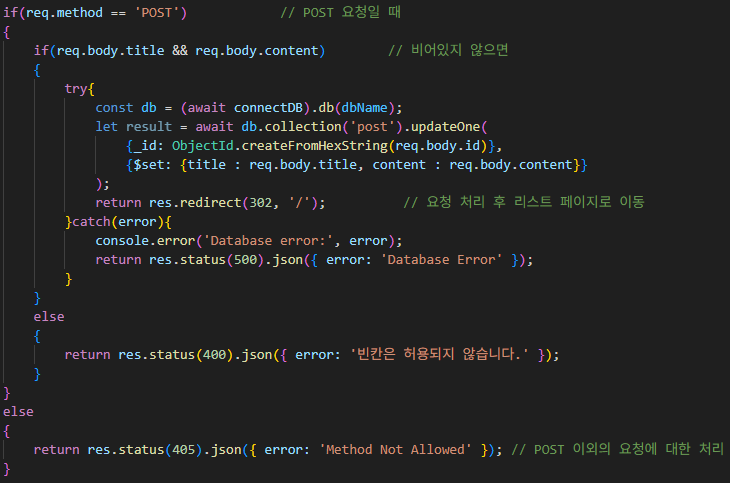 if(req.method == 'POST')            // POST 요청일 때
{
    if(req.body.title && req.body.content)        // 비어있지 않으면
    {
        try{
            const db = (await connectDB).db(dbName);
            let result = await db.collection('post').updateOne(
                {_id: ObjectId.createFromHexString(req.body.id)},
                {$set: {title : req.body.title, content : req.body.content}}
            );
            return res.redirect(302, '/');          // 요청 처리 후 리스트 페이지로 이동
        }catch(error){
            console.error('Database error:', error);
            return res.status(500).json({ error: 'Database Error' });
        }
    }
    else
    {
        return res.status(400).json({ error: '빈칸은 허용되지 않습니다.' });
    }
}
else
{
    return res.status(405).json({ error: 'Method Not Allowed' }); // POST 이외의 요청에 대한 처리
}